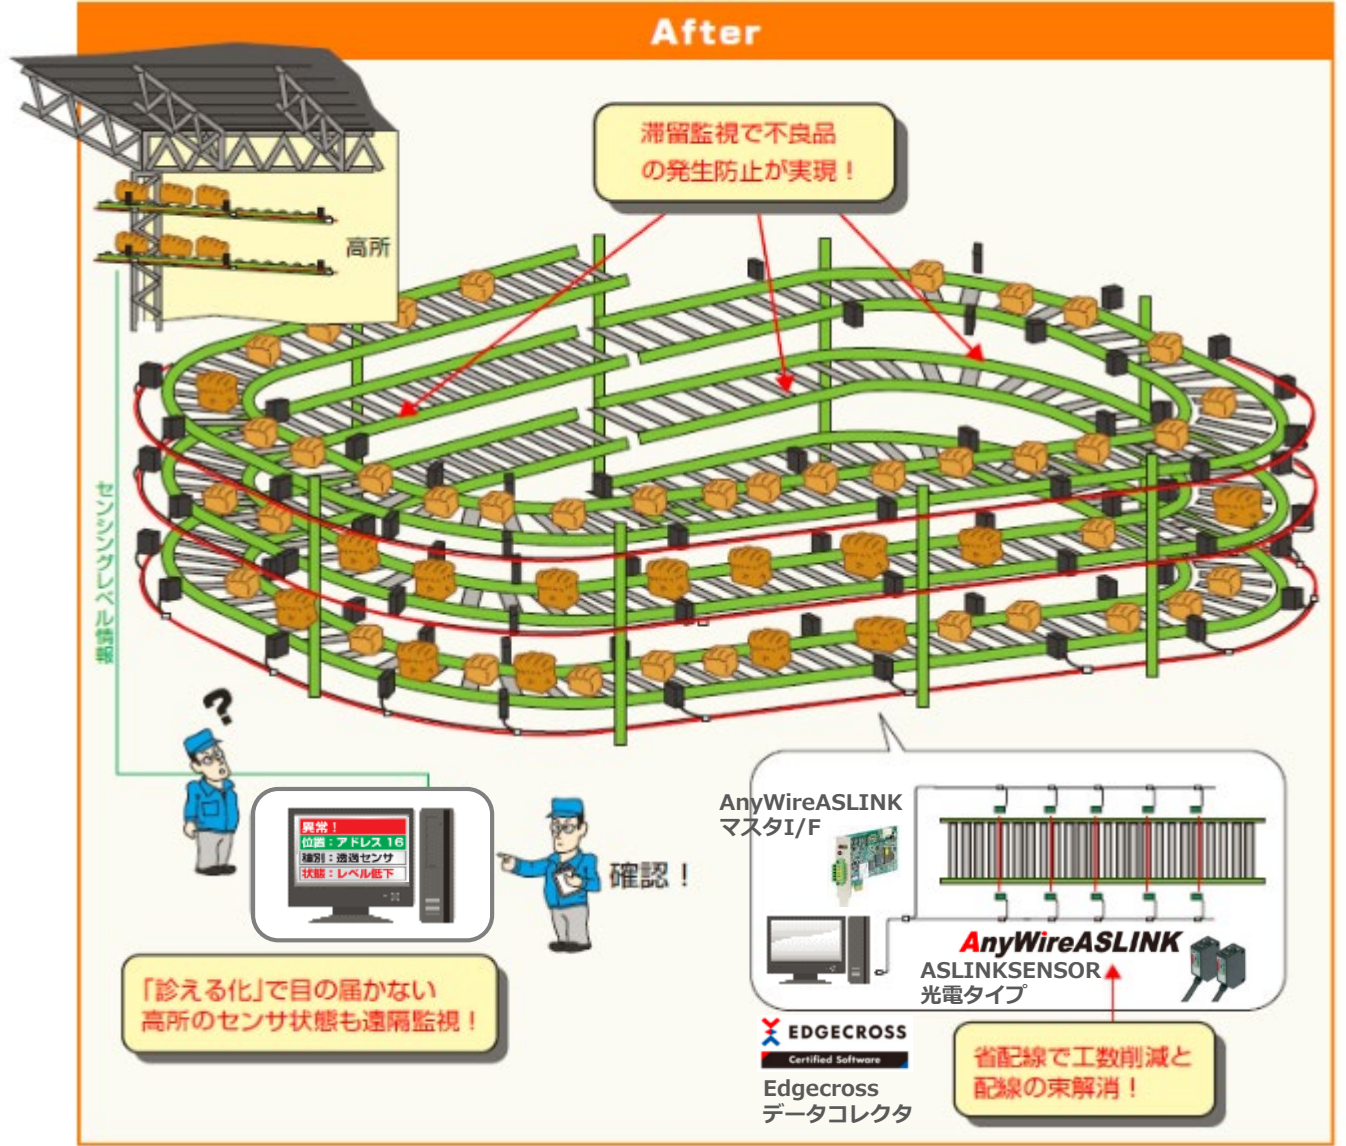 After
滞留監視で不良品
の発生防止が実現！
高所
センシングレベル情報
?
異常！
位置：アドレス 16
種別：透過センサ
状態：レベル低下
確認！
「診える化」で目の届かない
高所のセンサ状態も遠隔監視！
AnyWireASLINK
マスタI/F
AnyWireASLINK
ASLINKSENSOR
光電タイプ
EDGECROSS
Certified Software
Edgecross
データコレクタ
省配線で工数削減と
配線の束解消！